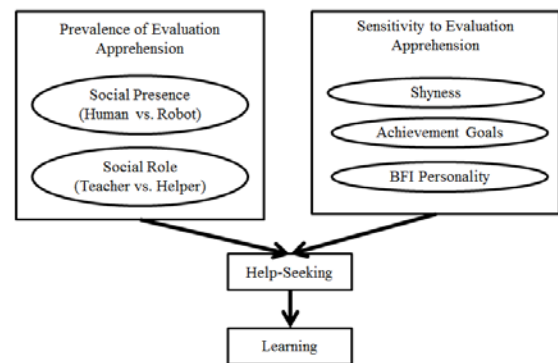 Prevalence of Evaluation
Apprehension
Social Presence
(Human vs. Robot)
Social Role
(Teacher vs. Helper)
Sensitivity to Evaluation
Apprehension
Shyness
Achievement Goals
BFI Personality
Help-Seeking
Learning